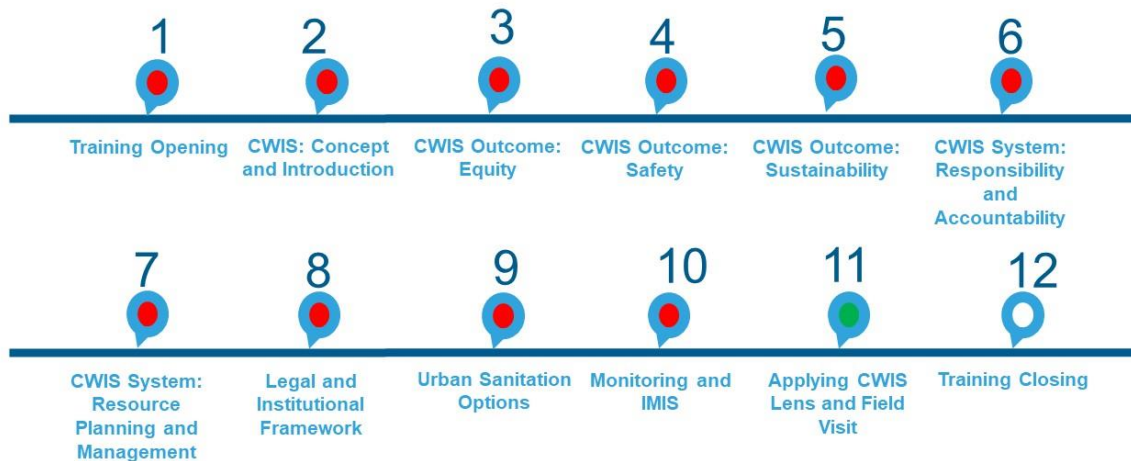 1 2 3 4 5 6
Training Opening
CWIS: Concept
and Introduction
CWIS Outcome:
Equity
CWIS Outcome:
Safety
CWIS Outcome:
Sustainability
CWIS System:
Responsibility
and
Accountability
7 8 9 10 11 12
CWIS System:
Resource
Planning and
Management
Legal and
Institutional
Framework
Urban Sanitation
Options
Monitoring and
IMIS
Applying CWIS
Lens and Field
Visit
Training Closing